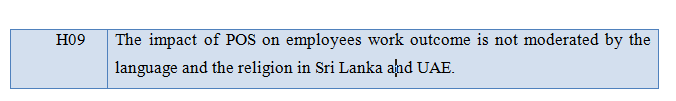 H09 The impact of POS on employees work outcome is not moderated by the
language and the religion in Sri Lanka and UAE.